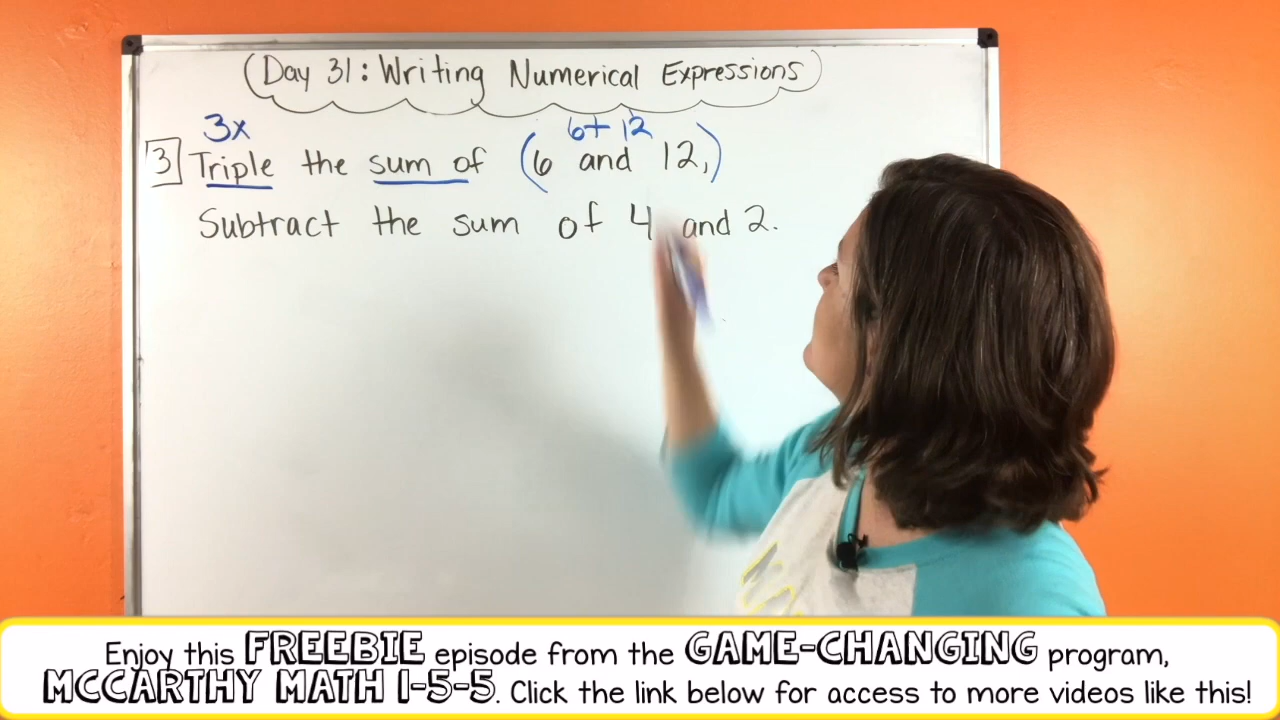 (Day 31: Writing Numerical Expressions)
3x 6+ 12
3 Triple the sum of (6 and 12,)
Subtract the sum of 4 and 2.
Enjoy this FREEBIE episode from the GAME-CHANGING program,
MCCARTHY MATH 1-5-5. Click the link below for access to more videos like this!